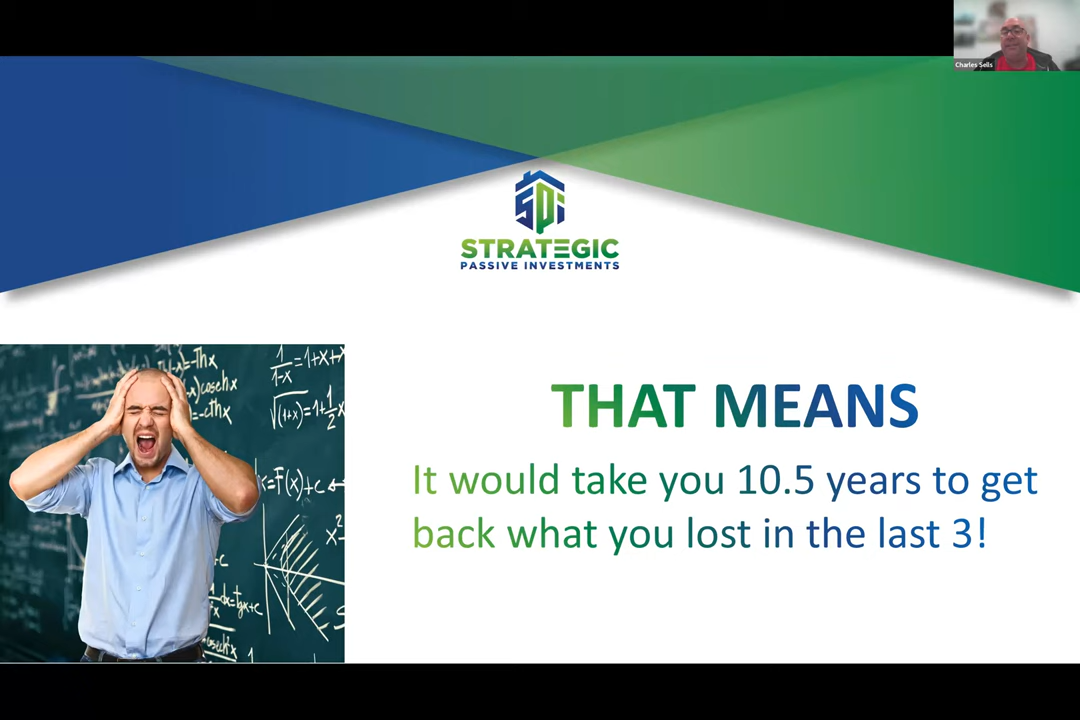 Charles Sells
spi
STRATEGIC
PASSIVE INVESTMENTS
THAT MEANS
It would take you 10.5 years to get
back what you lost in the last 3!